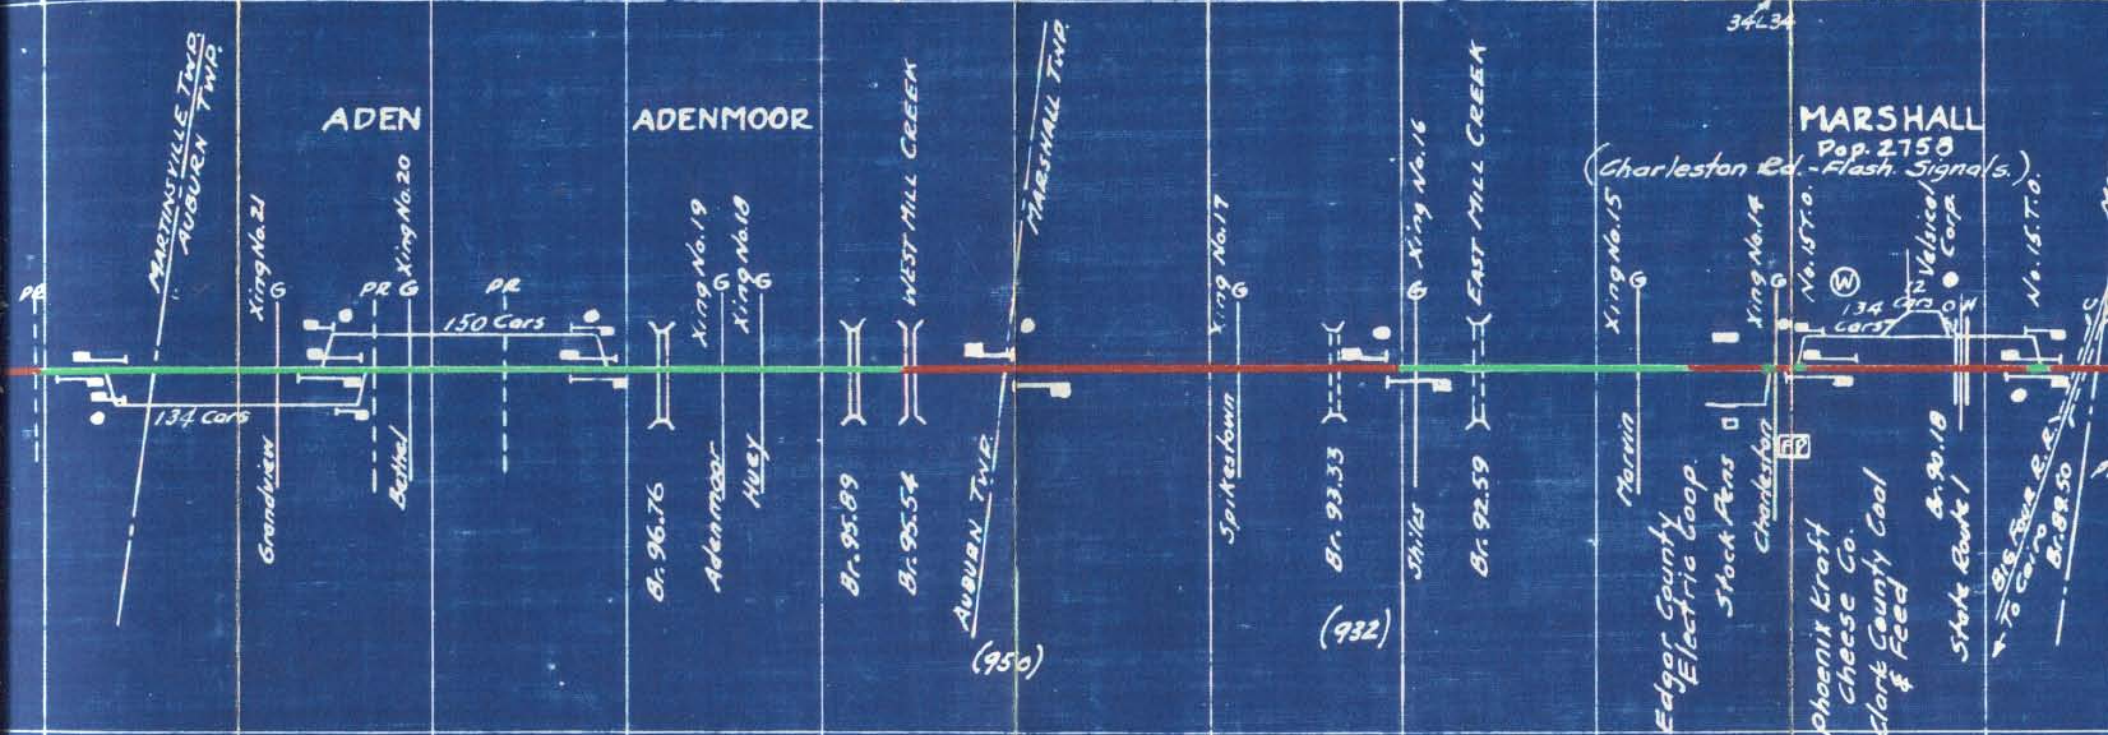 34L34
MARTINSVILLE TWP.
AUBURN TWP.
ADEN
ADENMOOR
MARSHALL
Pop. 2758
(Charleston Rd.-Flash. Signals.)
MARSHALL TWP.
AUBURN TWP.
WEST MILL CREEK
EAST MILL CREEK
PR
Xing No.21
G
PR
G
Xing No.20
PR
Xing No.19
G
Xing No.18
G
Xing No.17
G
G
Xing No.16
Xing No.15
G
Xing No.14
G
No.15 T.O.
W
12
Cars
Velsicol
Corp.
134
Cars
No.15.T.O.
150 Cars
134 Cars
Grandview
Bethel
Br. 96.76
Adenmoor
Huey
Br. 95.89
Br. 95.54
(950)
Spikestown
Br. 93.33
(932)
Shiles
Br. 92.59
Marvin
Edgar County
Electric Coop.
Stock Pens
Charleston
Phoenix Kraft
Cheese Co.
Clark County Coal
& Feed
Br. 90.18
State Route 1
Big Four R.R.
To Cairo
Br. 89.50